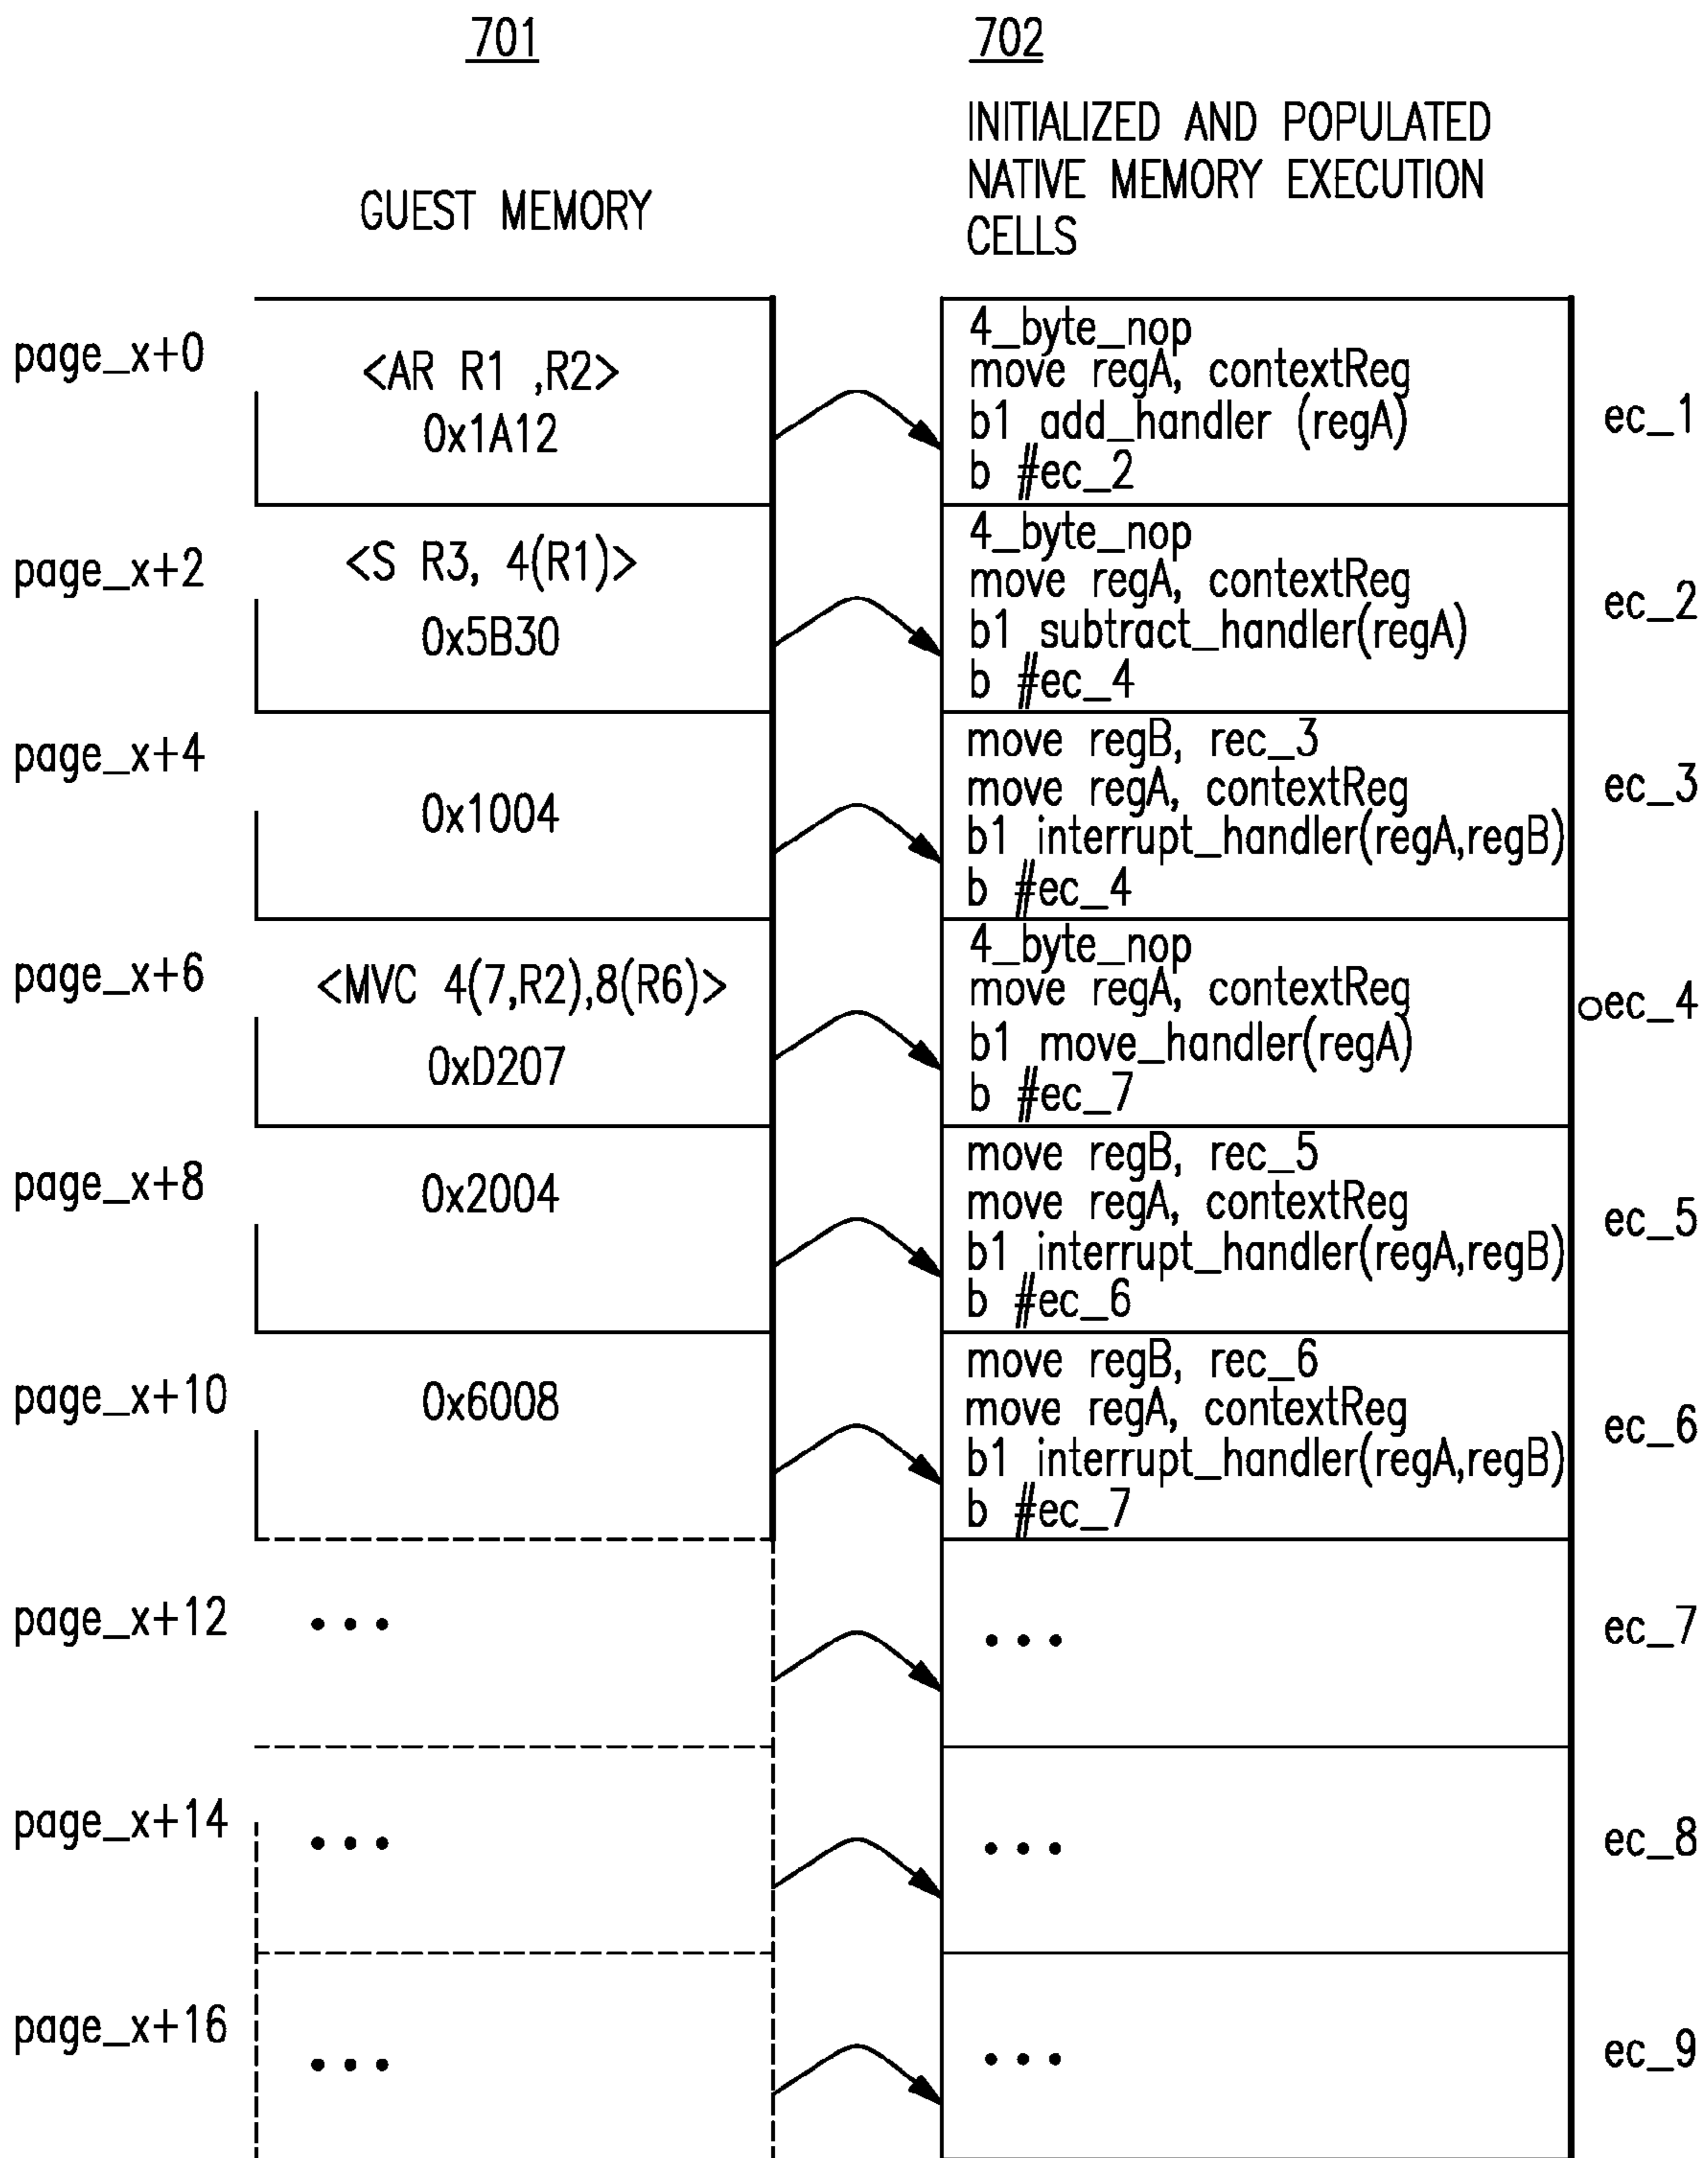 701
702
GUEST MEMORY
INITIALIZED AND POPULATED
NATIVE MEMORY EXECUTION
CELLS
page_x+0
<AR R1 ,R2>
0x1A12
4_byte_nop
move regA, contextReg
b1 add_handler (regA)
b #ec_2
ec_1
page_x+2
<S R3, 4(R1)>
0x5B30
4_byte_nop
move regA, contextReg
b1 subtract_handler(regA)
b #ec_4
ec_2
page_x+4
0x1004
move regB, rec_3
move regA, contextReg
b1 interrupt_handler(regA,regB)
b #ec_4
ec_3
page_x+6
<MVC 4(7,R2),8(R6)>
0xD207
4_byte_nop
move regA, contextReg
b1 move_handler(regA)
b #ec_7
oec_4
page_x+8
0x2004
move regB, rec_5
move regA, contextReg
b1 interrupt_handler(regA,regB)
b #ec_6
ec_5
page_x+10
0x6008
move regB, rec_6
move regA, contextReg
b1 interrupt_handler(regA,regB)
b #ec_7
ec_6
page_x+12
...
...
ec_7
page_x+14
...
...
ec_8
page_x+16
...
...
ec_9